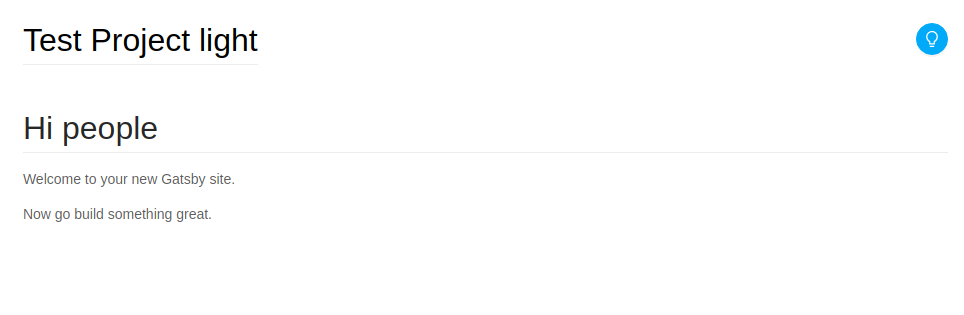 Test Project light
Hi people
Welcome to your new Gatsby site.
Now go build something great.